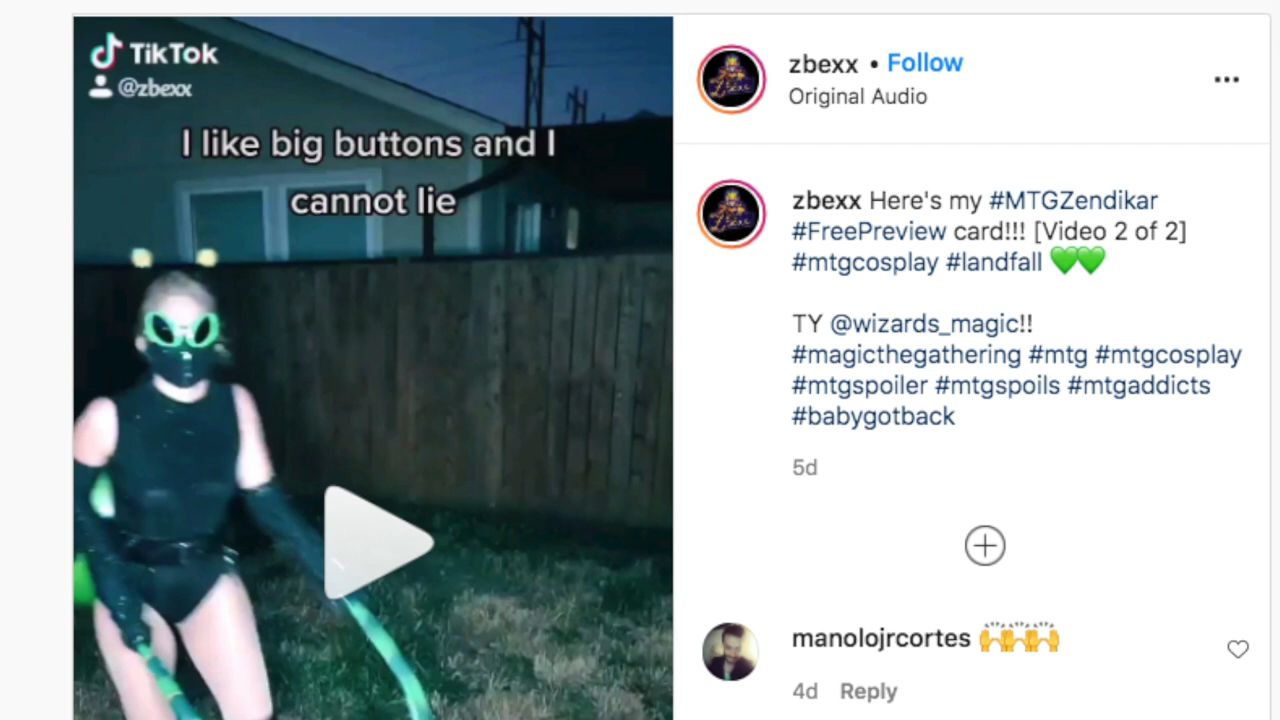 TikTok
@zbexx
I like big buttons and I
cannot lie
zbexx • Follow
Original Audio
zbexx Here's my #MTGZendikar
#FreePreview card!!! [Video 2 of 2]
#mtgcosplay #landfall 💚💚
TY @wizards_magic!!
#magicthegathering #mtg #mtgcosplay
#mtgspoiler #mtgspoils #mtgaddicts
#babygotback
5d
manolojrcortes 🙌🙌🙌
4d Reply